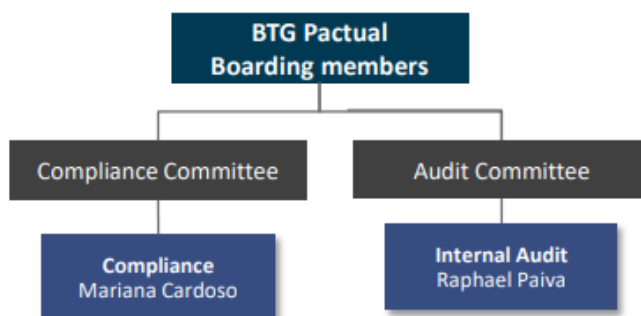 BTG Pactual
Boarding members
Compliance Committee
Audit Committee
Compliance
Mariana Cardoso
Internal Audit
Raphael Paiva